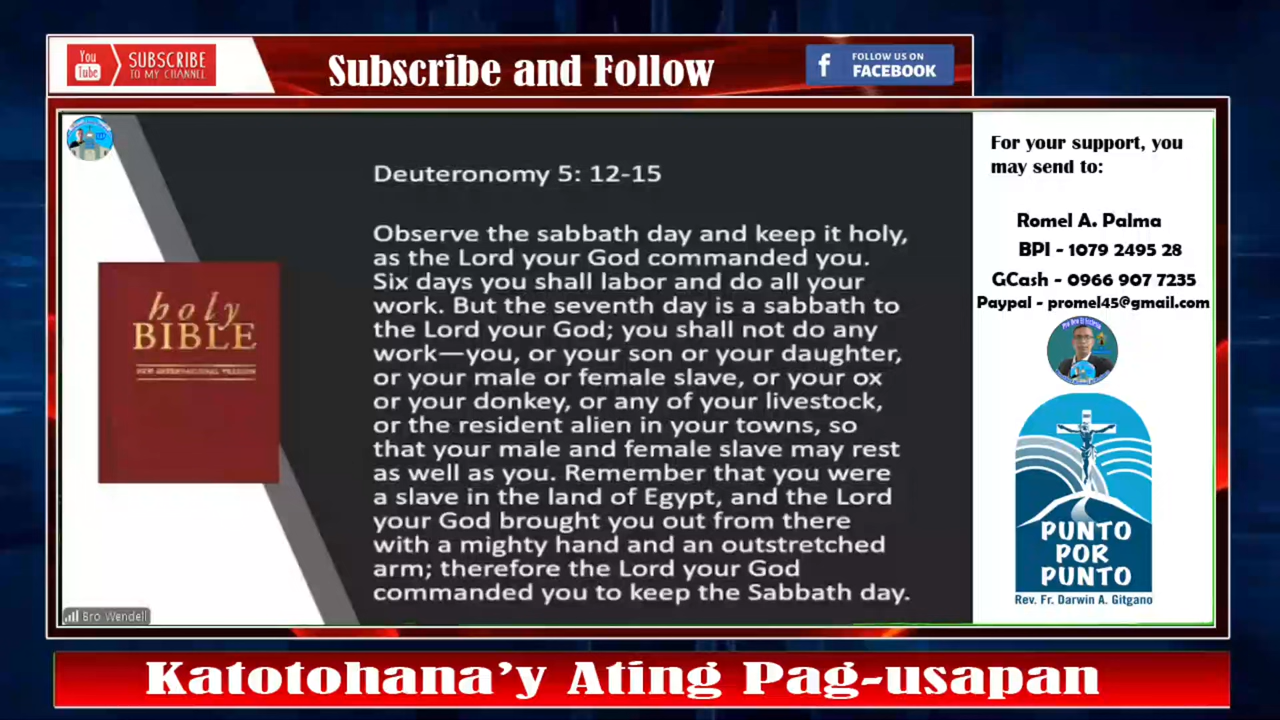 You
Tube
SUBSCRIBE
TO MY CHANNEL
Subscribe and Follow
f
FOLLOW US ON
FACEBOOK
Deuteronomy 5: 12-15
Observe the sabbath day and keep it holy,
as the Lord your God commanded you.
Six days you shall labor and do all your
work. But the seventh day is a sabbath to
the Lord your God; you shall not do any
work—you, or your son or your daughter,
or your male or female slave, or your ox
or your donkey, or any of your livestock,
or the resident alien in your towns, so
that your male and female slave may rest
as well as you. Remember that you were
a slave in the land of Egypt, and the Lord
your God brought you out from there
with a mighty hand and an outstretched
arm; therefore the Lord your God
commanded you to keep the Sabbath day.
holy
BIBLE
NEW INTERNATIONAL VERSION
Bro Wendell
For your support, you
may send to:
Romel A. Palma
BPI - 1079 2495 28
GCash - 0966 907 7235
Paypal - promel45@gmail.com
PUNTO
POR
PUNTO
Rev. Fr. Darwin A. Gitgano
Katotohana'y Ating Pag-usapan